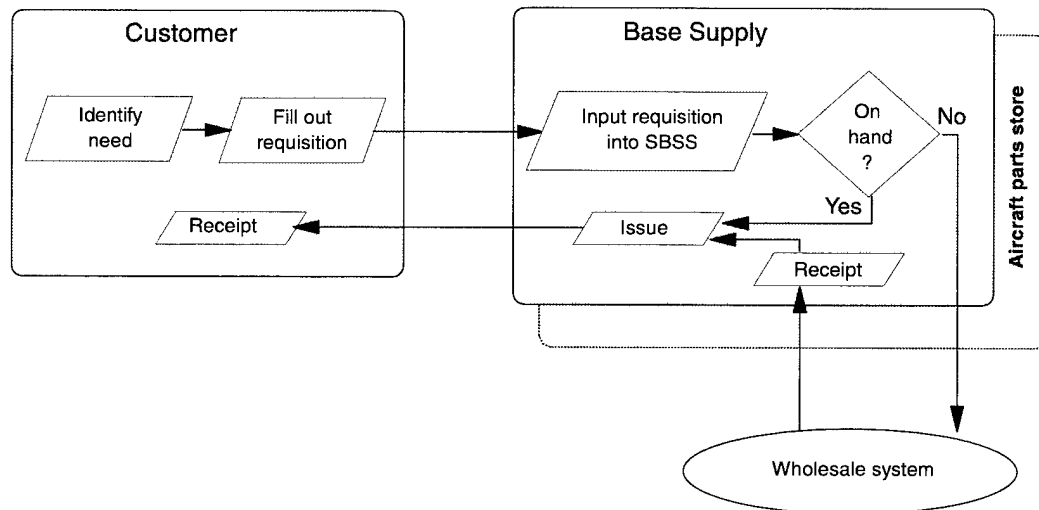 Customer
Base Supply
Identify
need
Fill out
requisition
Input requisition
into SBSS
On
hand
?
No
Yes
Receipt
Issue
Receipt
Aircraft parts store
Wholesale system